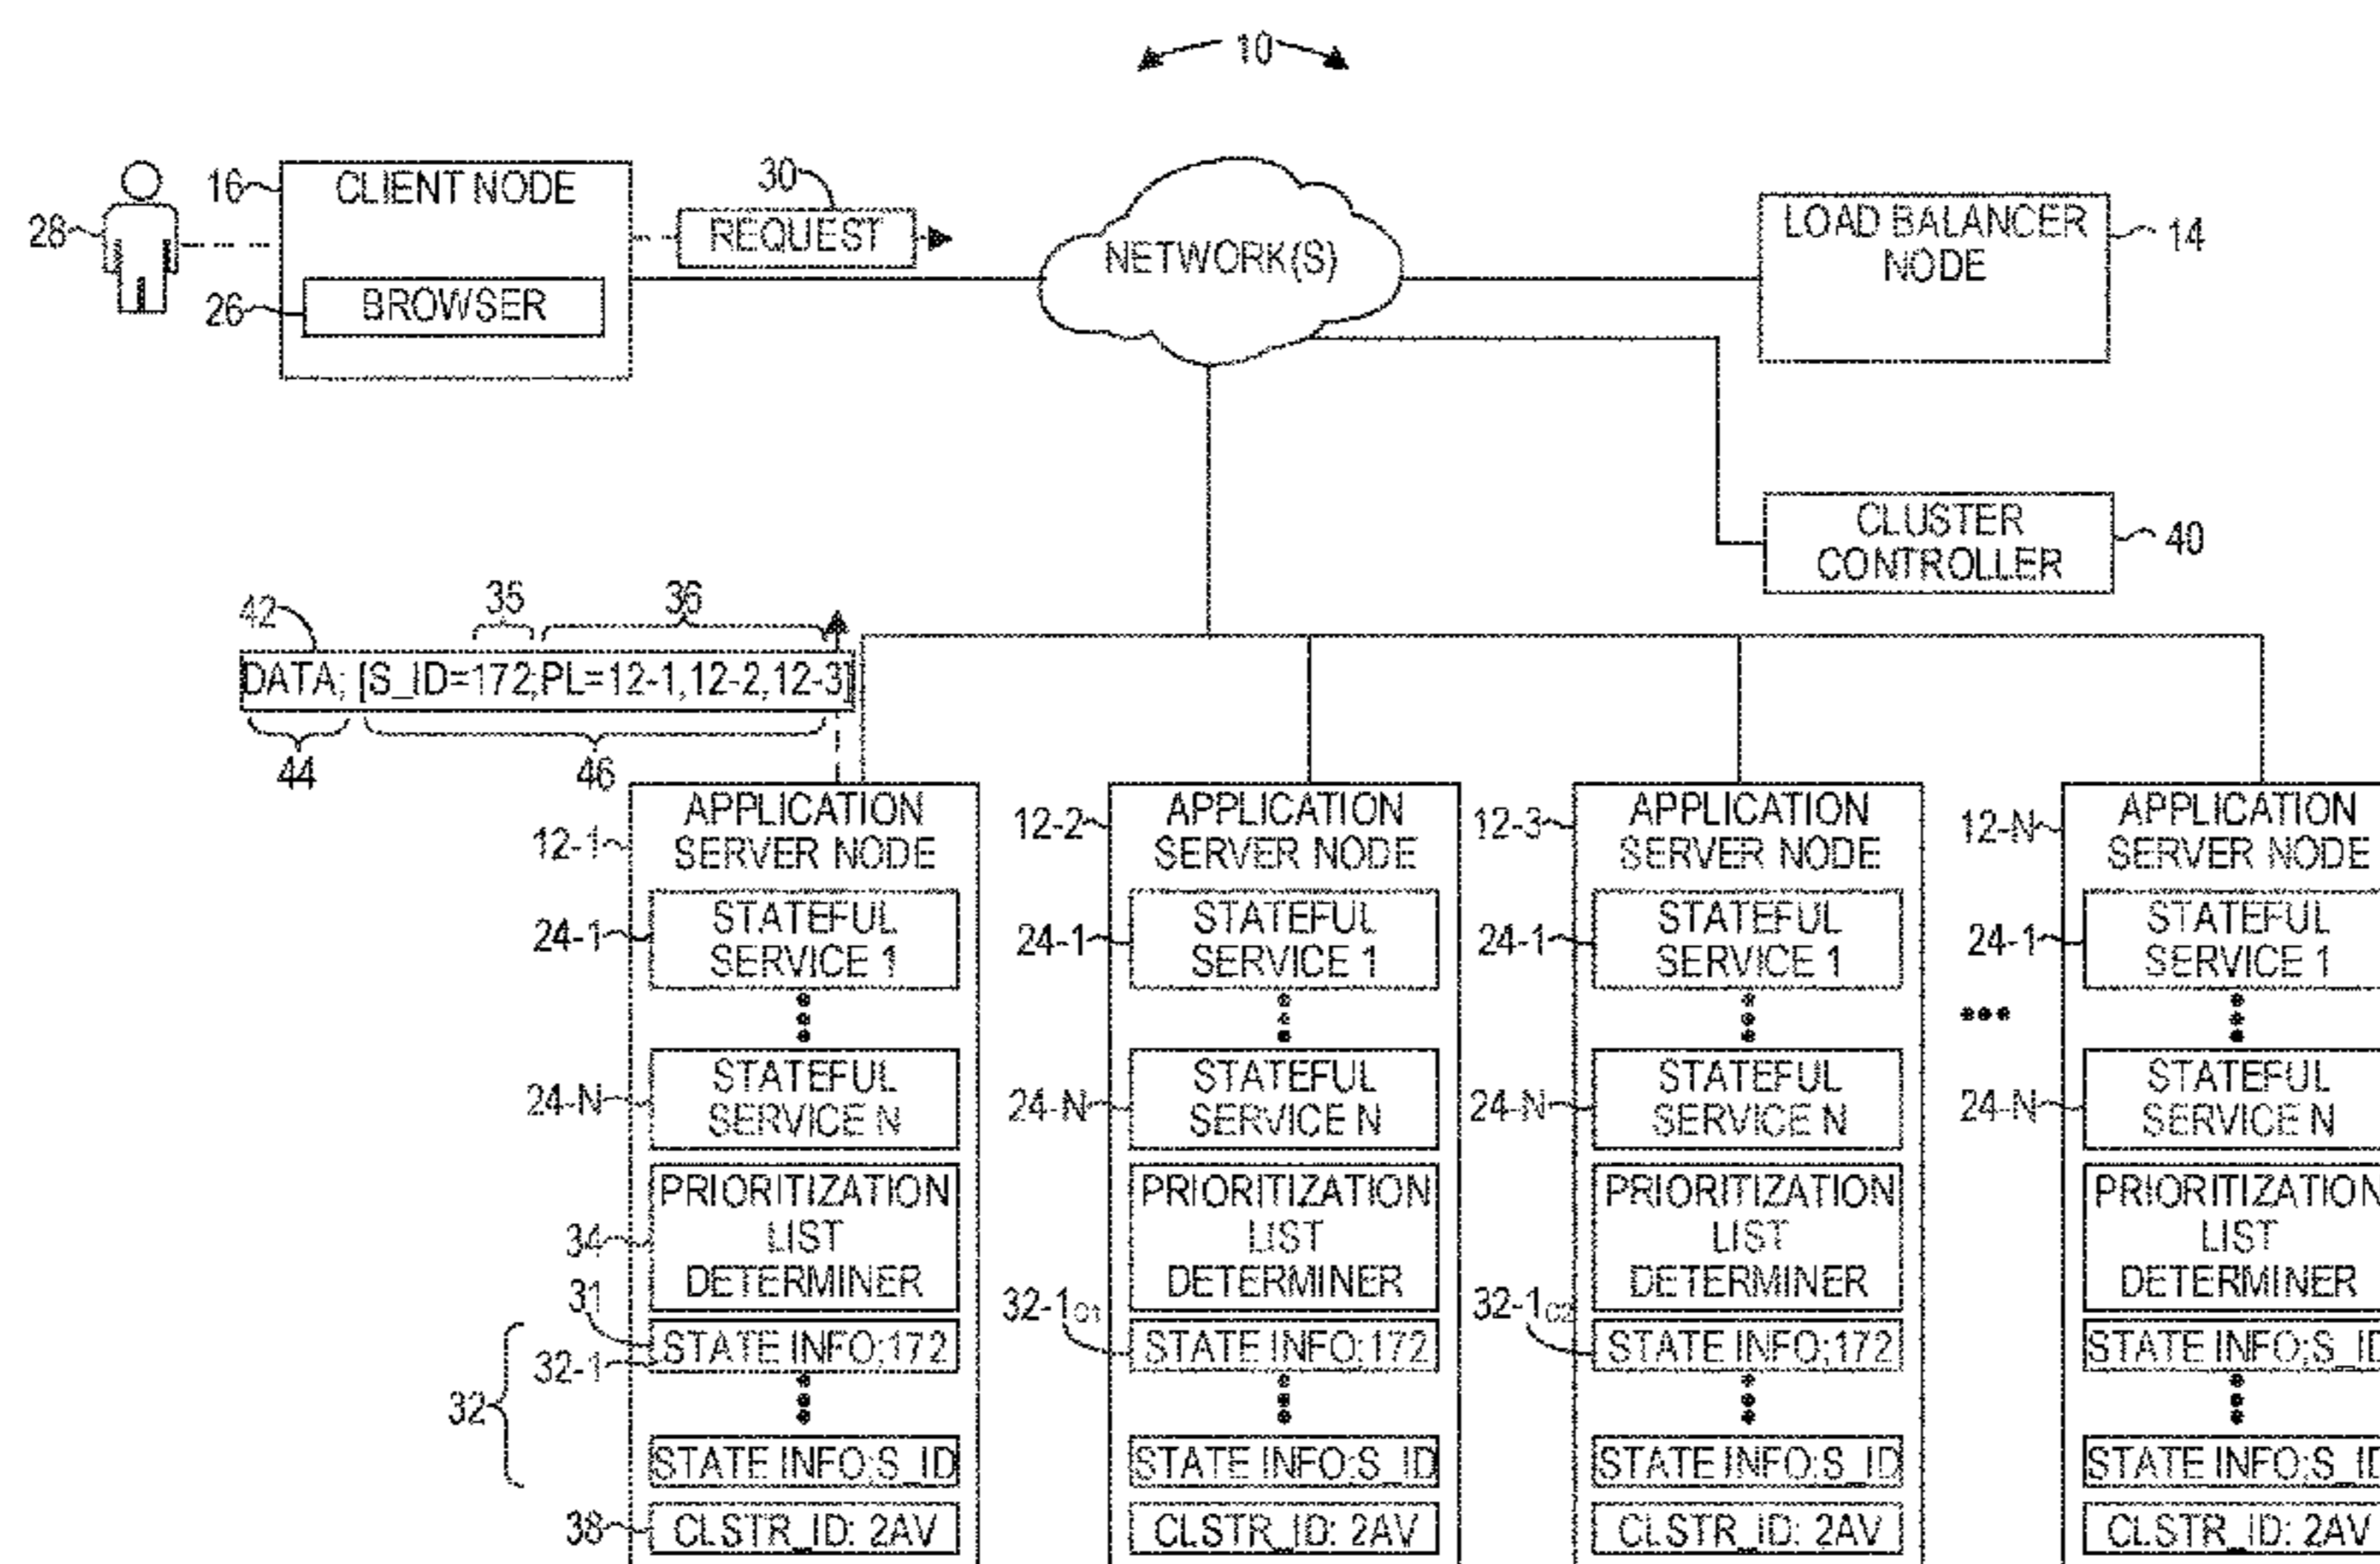 10
28
16
CLIENT NODE
26
BROWSER
30
REQUEST
NETWORK(S)
LOAD BALANCER
NODE
14
CLUSTER
CONTROLLER
40
42
35
36
DATA; [S_ID=172;PL=12-1,12-2,12-3]
44
46
12-1
APPLICATION
SERVER NODE
24-1
STATEFUL
SERVICE 1
24-N
STATEFUL
SERVICE N
34
PRIORITIZATION
LIST
DETERMINER
31
32-1
STATE INFO;172
32
STATE INFO;S_ID
38
CLSTR_ID: 2AV
12-2
APPLICATION
SERVER NODE
24-1
STATEFUL
SERVICE 1
24-N
STATEFUL
SERVICE N
PRIORITIZATION
LIST
DETERMINER
32-1C1
STATE INFO;172
STATE INFO;S_ID
CLSTR_ID: 2AV
12-3
APPLICATION
SERVER NODE
24-1
STATEFUL
SERVICE 1
24-N
STATEFUL
SERVICE N
PRIORITIZATION
LIST
DETERMINER
32-1C2
STATE INFO;172
STATE INFO;S_ID
CLSTR_ID: 2AV
12-N
APPLICATION
SERVER NODE
24-1
STATEFUL
SERVICE 1
24-N
STATEFUL
SERVICE N
PRIORITIZATION
LIST
DETERMINER
STATE INFO;S_ID
STATE INFO;S_ID
CLSTR_ID: 2AV